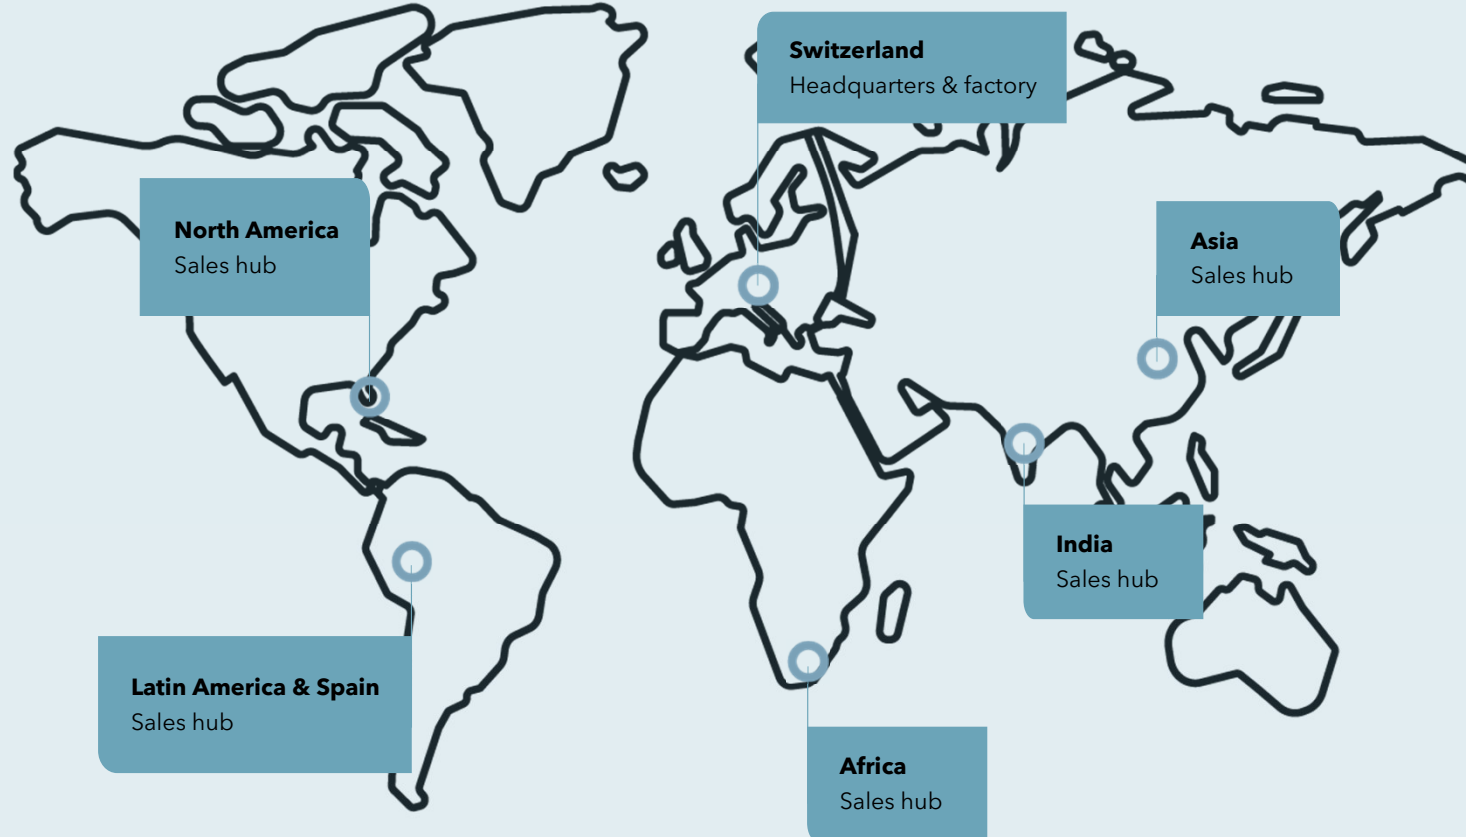 Switzerland
Headquarters & factory
North America
Sales hub
Asia
Sales hub
India
Sales hub
Latin America & Spain
Sales hub
Africa
Sales hub